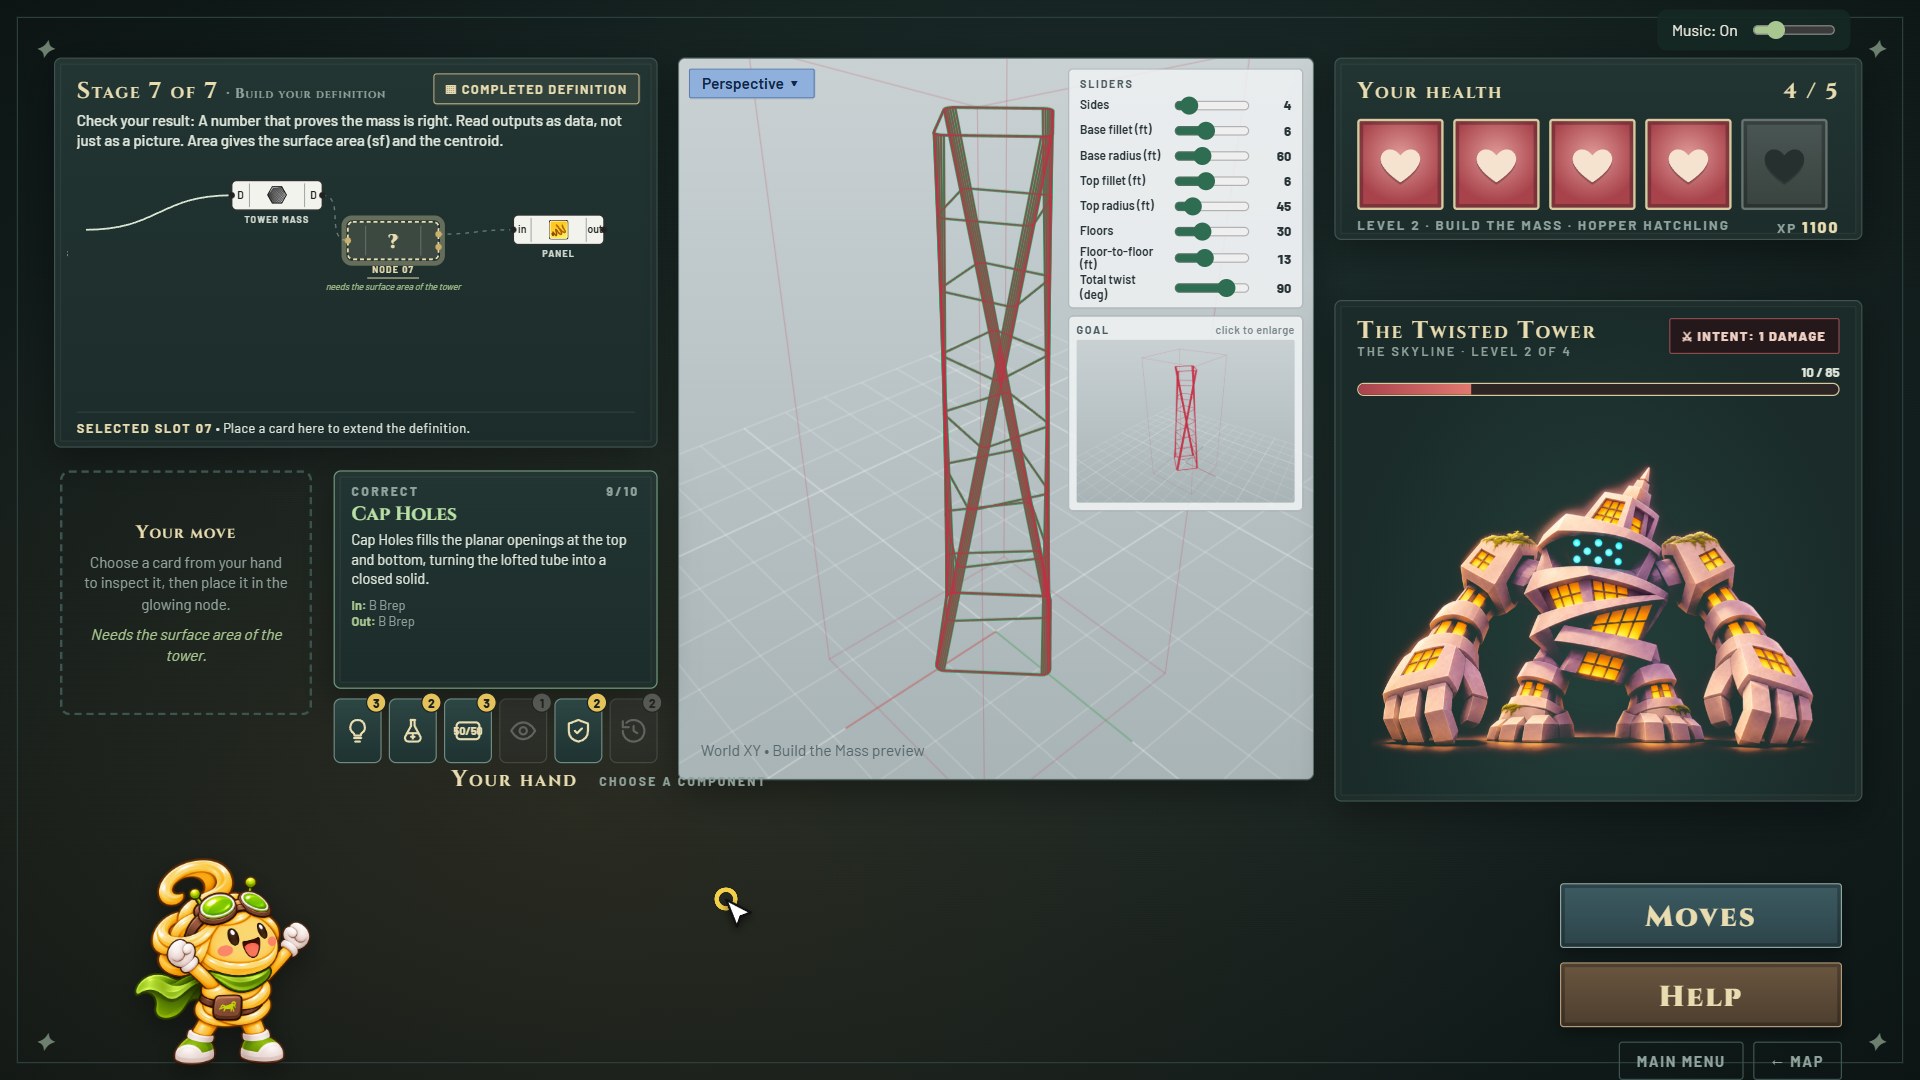 Music: On
Stage 7 of 7 · Build your definition
COMPLETED DEFINITION
Check your result: A number that proves the mass is right. Read outputs as data, not
just as a picture. Area gives the surface area (sf) and the centroid.
D D
TOWER MASS
?
NODE 07
needs the surface area of the tower
in out
PANEL
SELECTED SLOT 07 • Place a card here to extend the definition.
Your move
Choose a card from your hand
to inspect it, then place it in the
glowing node.
Needs the surface area of the
tower.
CORRECT 9/10
Cap Holes
Cap Holes fills the planar openings at the top
and bottom, turning the lofted tube into a
closed solid.
In: B Brep
Out: B Brep
3 2 3 1 2 2
50/50
Your hand CHOOSE A COMPONENT
Perspective ▼
SLIDERS
Sides 4
Base fillet (ft) 6
Base radius (ft) 60
Top fillet (ft) 6
Top radius (ft) 45
Floors 30
Floor-to-floor
(ft) 13
Total twist
(deg) 90
GOAL click to enlarge
World XY • Build the Mass preview
Your health 4 / 5
LEVEL 2 · BUILD THE MASS · HOPPER HATCHLING XP 1100
The Twisted Tower
THE SKYLINE · LEVEL 2 OF 4
INTENT: 1 DAMAGE
10 / 85
Moves
Help
MAIN MENU
← MAP